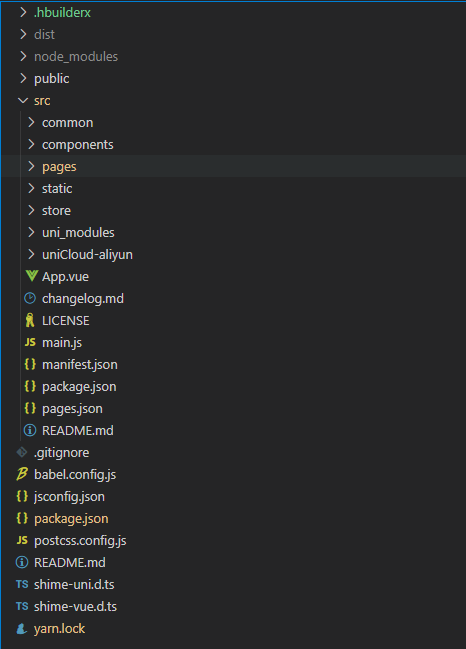 .hbuilderx
dist
node_modules
public
src
common
components
pages
static
store
uni_modules
uniCloud-aliyun
App.vue
changelog.md
LICENSE
JS main.js
{} manifest.json
{} package.json
{} pages.json
README.md
.gitignore
babel.config.js
{} jsconfig.json
{} package.json
JS postcss.config.js
README.md
TS shime-uni.d.ts
TS shime-vue.d.ts
yarn.lock